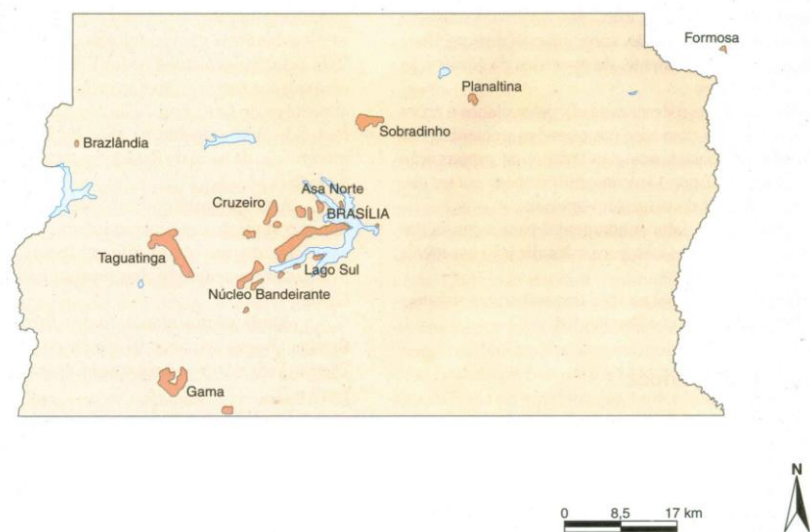 Formosa
Planaltina
Sobradinho
Brazlândia
Asa Norte
Cruzeiro
BRASÍLIA
Taguatinga
Lago Sul
Núcleo Bandeirante
Gama
N
0 8,5 17 km